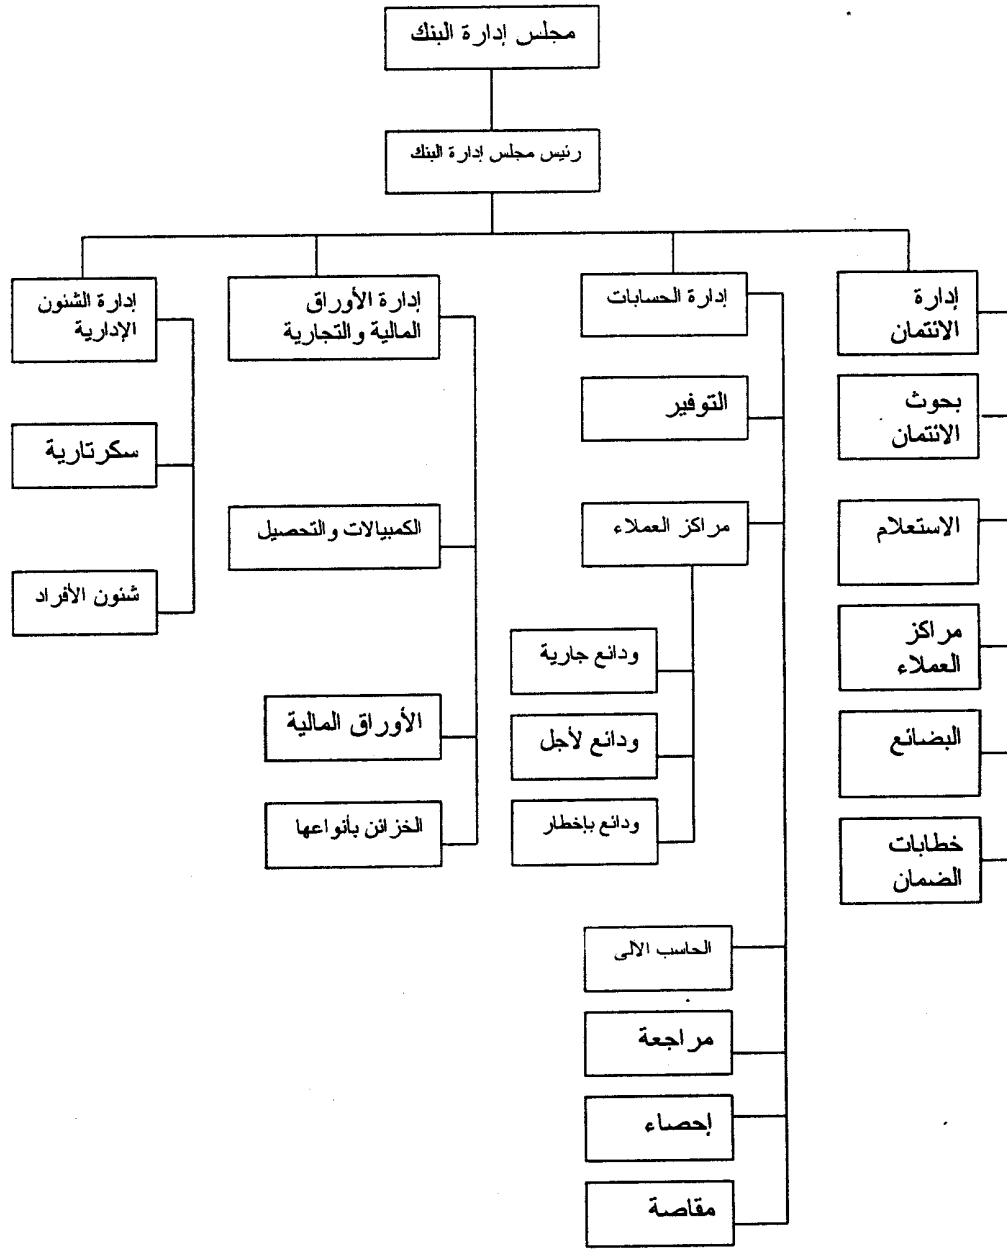 مجلس إدارة البنك
رئيس مجلس إدارة البنك
إدارة
الائتمان
بحوث
الائتمان
الاستعلام
مراكز
العملاء
البضائع
خطابات
الضمان
إدارة الحسابات
التوفير
مراكز العملاء
ودائع جارية
ودائع لأجل
ودائع بإخطار
الحاسب الالى
مراجعة
إحصاء
مقاصة
إدارة الأوراق
المالية والتجارية
الكمبيالات والتحصيل
الأوراق المالية
الخزائن بأنواعها
إدارة الشئون
الإدارية
سكرتارية
شئون الأفراد